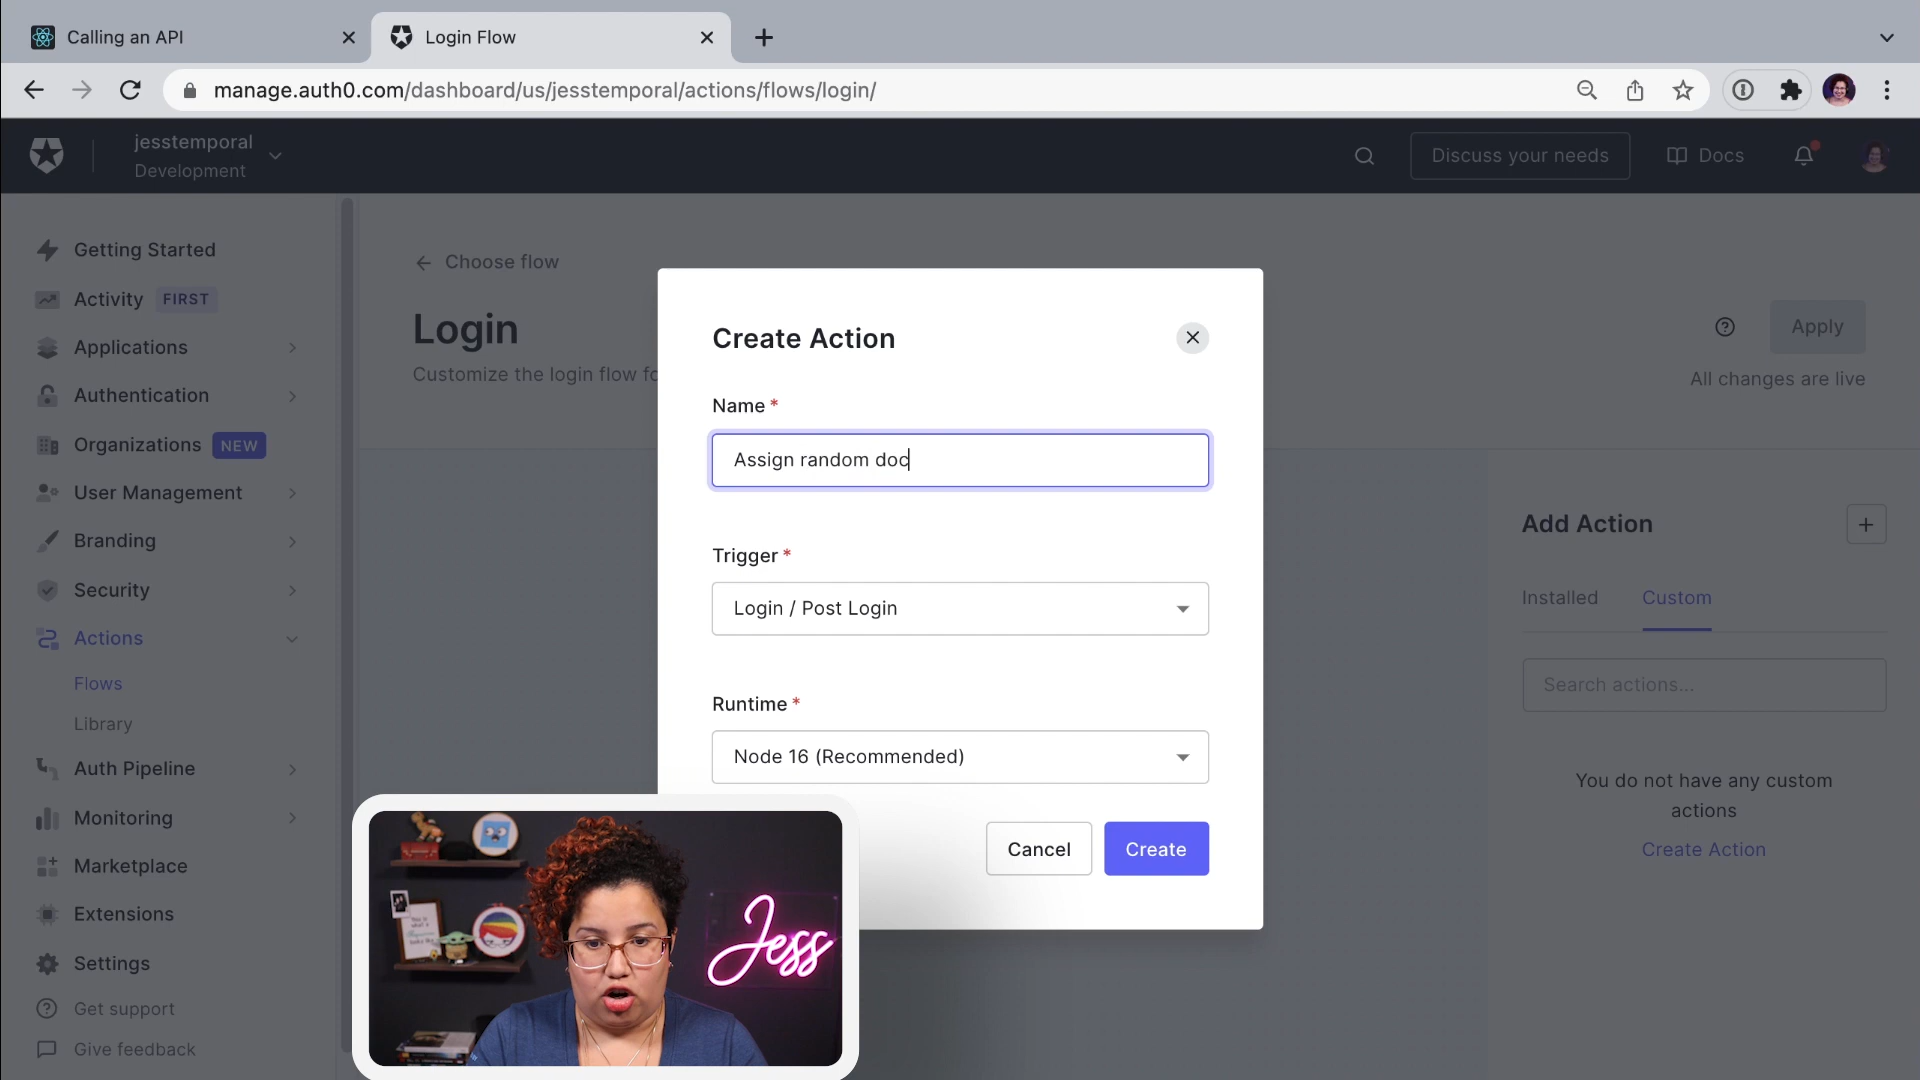 Calling an API
Login Flow
manage.auth0.com/dashboard/us/jesstemporal/actions/flows/login/
jesstemporal
Development
Discuss your needs
Docs
Getting Started
Activity FIRST
Applications
Authentication
Organizations NEW
User Management
Branding
Security
Actions
Flows
Library
Auth Pipeline
Monitoring
Marketplace
Extensions
Settings
Get support
Give feedback
Choose flow
Login
Customize the login flow fo
Apply
All changes are live
Create Action
Name *
Assign random doc
Trigger *
Login / Post Login
Runtime *
Node 16 (Recommended)
Cancel
Create
Add Action
Installed
Custom
Search actions...
You do not have any custom
actions
Create Action
Jess